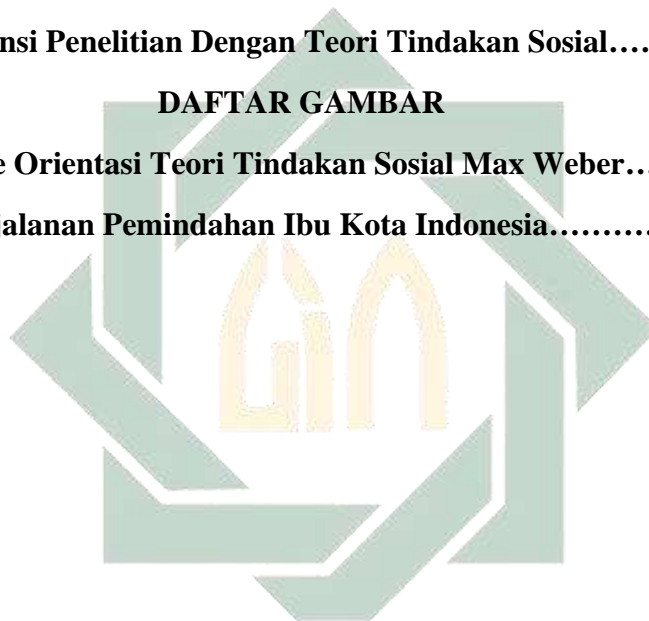 nsi Penelitian Dengan Teori Tindakan Sosial…..
DAFTAR GAMBAR
e Orientasi Teori Tindakan Sosial Max Weber…
jalanan Pemindahan Ibu Kota Indonesia………….